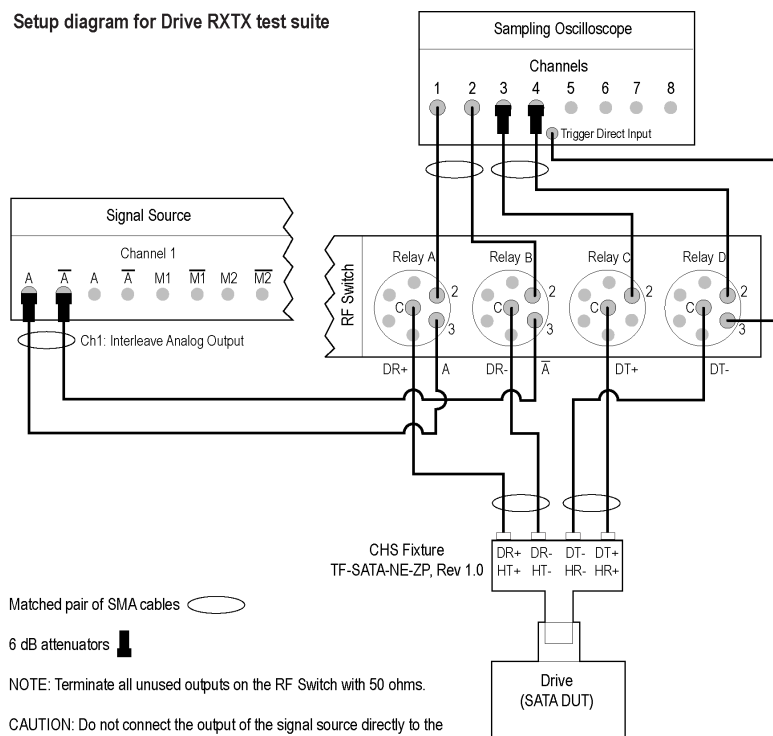 Setup diagram for Drive RXTX test suite
Sampling Oscilloscope
Channels
1 2 3 4 5 6 7 8
Trigger Direct Input
Signal Source
Channel 1
A A̅ A A̅ M1 M̅1̅ M2 M̅2̅
Ch1: Interleave Analog Output
RF Switch
Relay A Relay B Relay C Relay D
C 2 C 2 C 2 C 2
3 3 3
DR+ A DR- A̅ DT+ DT-
CHS Fixture
TF-SATA-NE-ZP, Rev 1.0
DR+ DR- DT- DT+
HT+ HT- HR- HR+
Matched pair of SMA cables
6 dB attenuators
NOTE: Terminate all unused outputs on the RF Switch with 50 ohms.
Drive
(SATA DUT)
CAUTION: Do not connect the output of the signal source directly to the